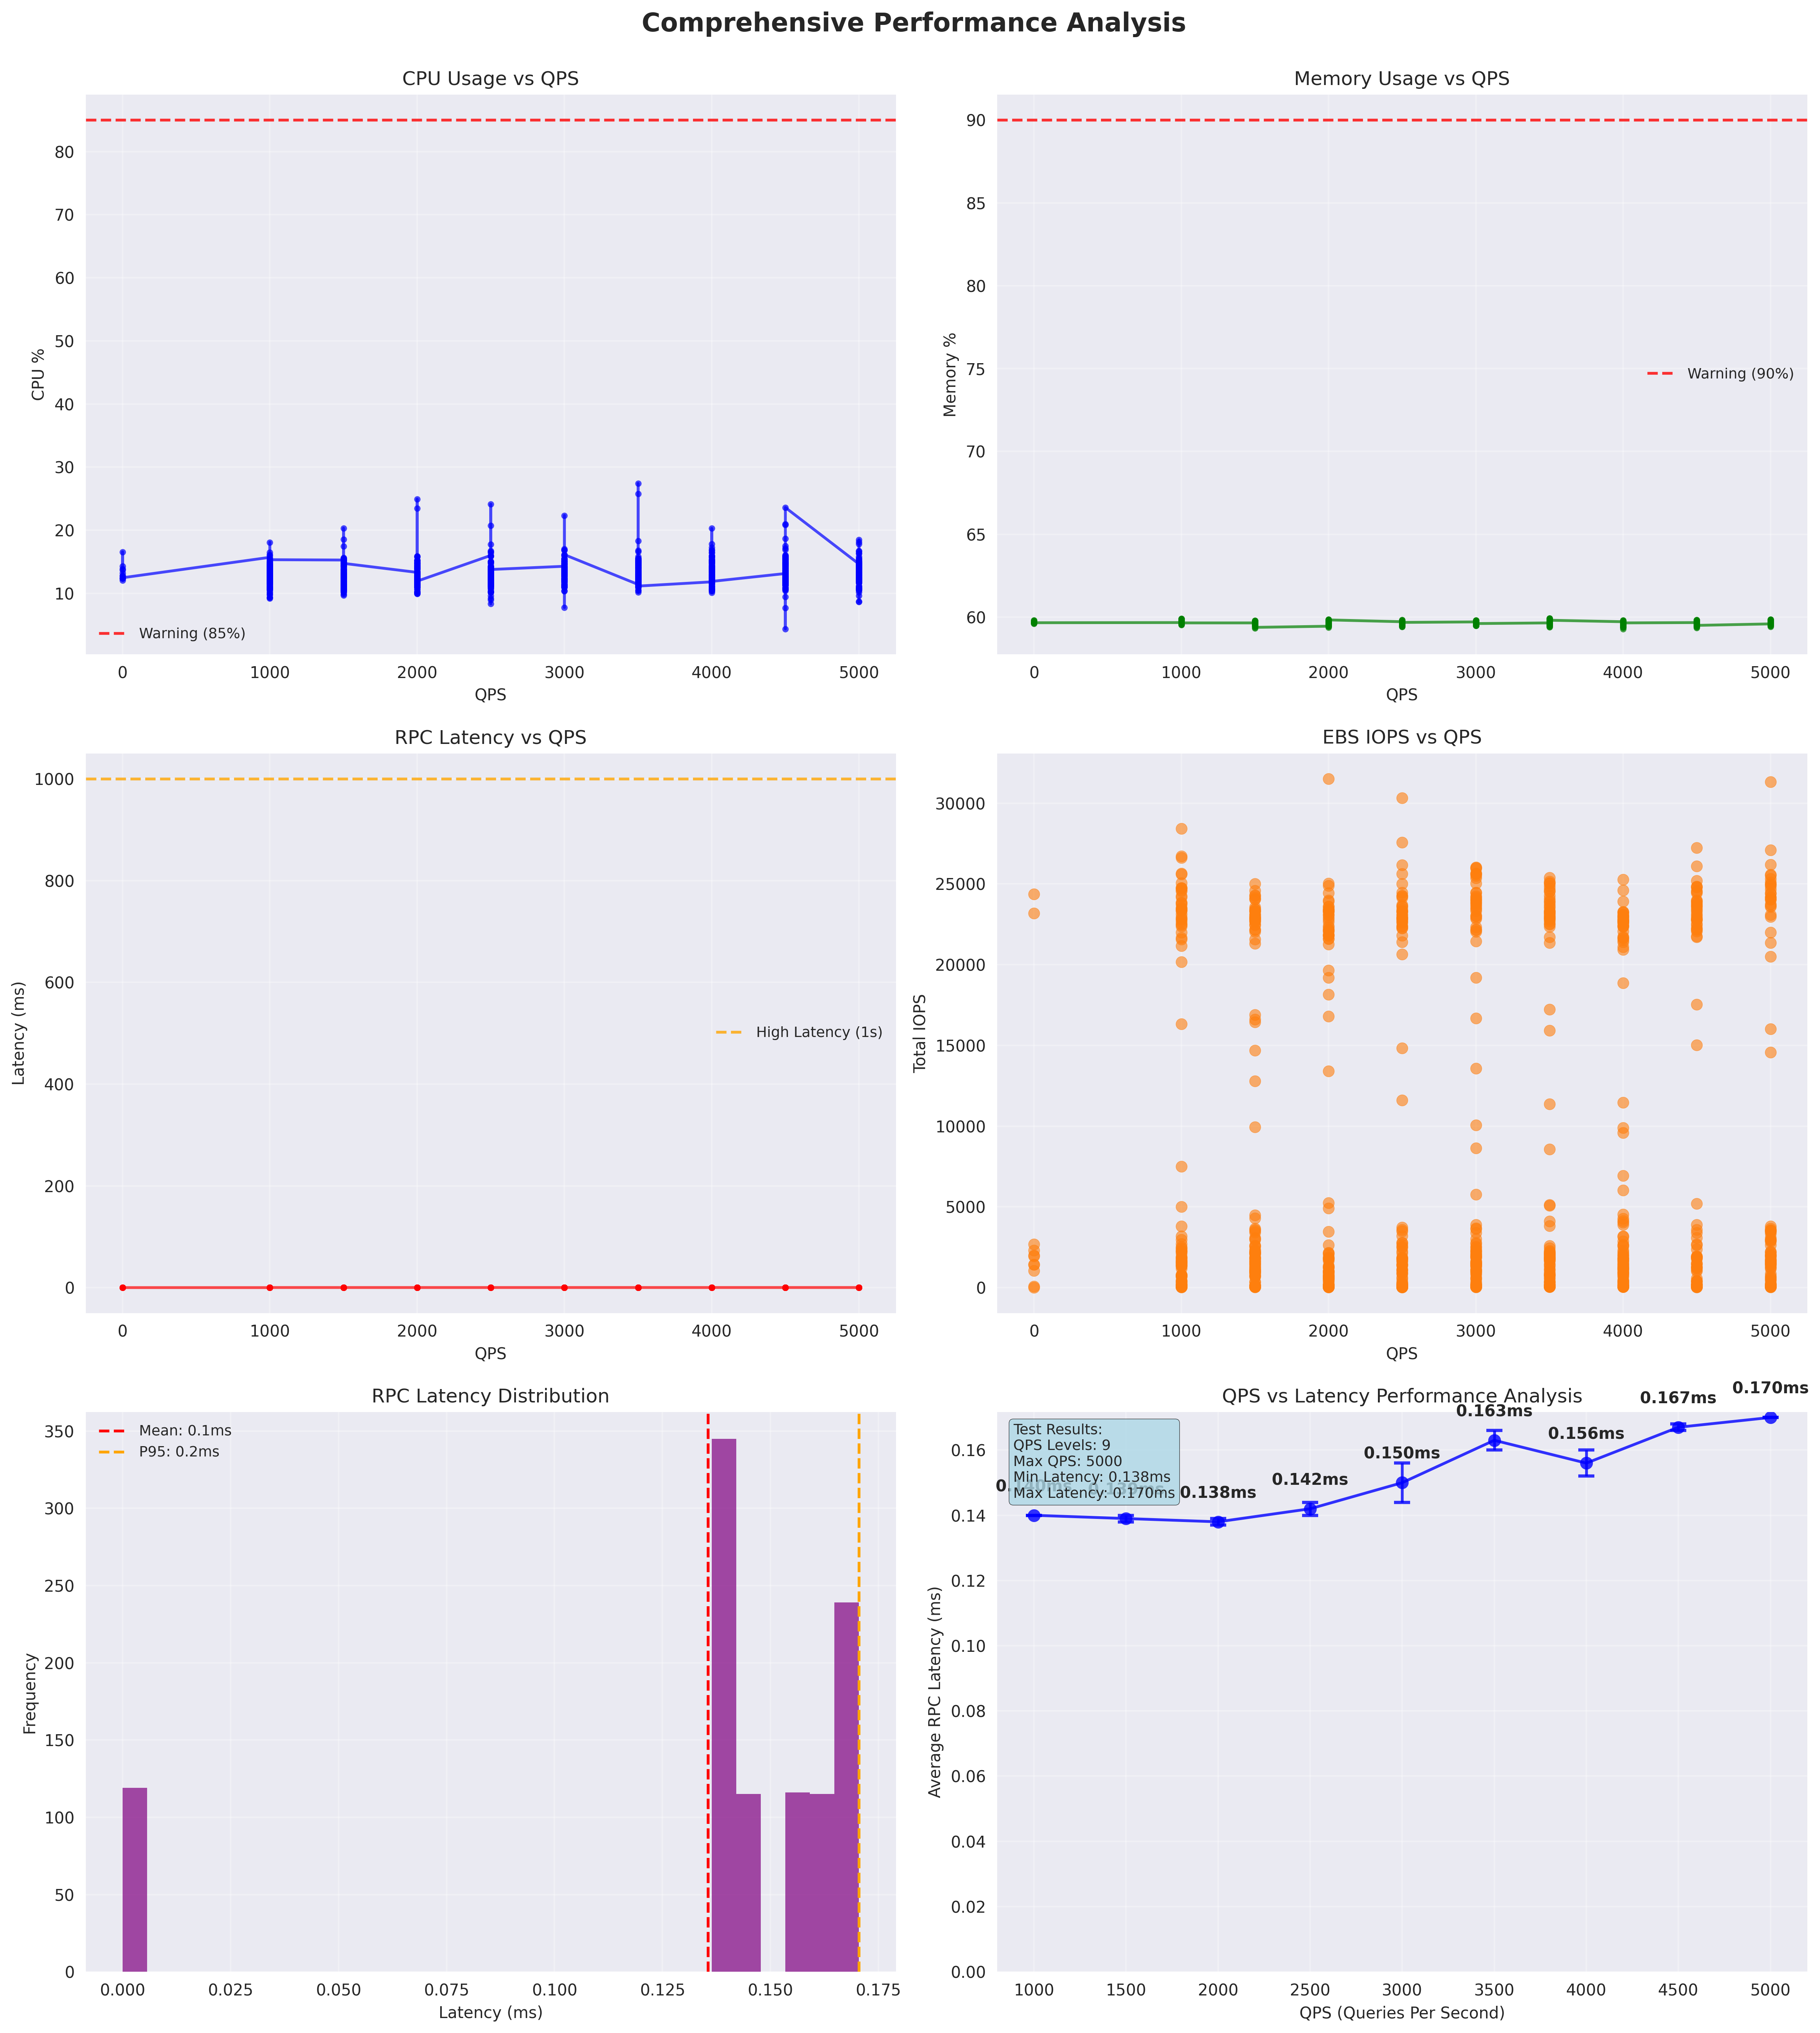 Comprehensive Performance Analysis
CPU Usage vs QPS
CPU %
80
70
60
50
40
30
20
10
Warning (85%)
0 1000 2000 3000 4000 5000
QPS
Memory Usage vs QPS
Memory %
90
85
80
75
70
65
60
Warning (90%)
0 1000 2000 3000 4000 5000
QPS
RPC Latency vs QPS
Latency (ms)
1000
800
600
400
200
0
High Latency (1s)
0 1000 2000 3000 4000 5000
QPS
EBS IOPS vs QPS
Total IOPS
30000
25000
20000
15000
10000
5000
0
0 1000 2000 3000 4000 5000
QPS
RPC Latency Distribution
Mean: 0.1ms
P95: 0.2ms
Frequency
350
300
250
200
150
100
50
0
0.000 0.025 0.050 0.075 0.100 0.125 0.150 0.175
Latency (ms)
QPS vs Latency Performance Analysis
Test Results:
QPS Levels: 9
Max QPS: 5000
Min Latency: 0.138ms
Max Latency: 0.170ms
0.138ms
0.142ms
0.150ms
0.163ms
0.156ms
0.167ms
0.170ms
Average RPC Latency (ms)
0.16
0.14
0.12
0.10
0.08
0.06
0.04
0.02
0.00
1000 1500 2000 2500 3000 3500 4000 4500 5000
QPS (Queries Per Second)